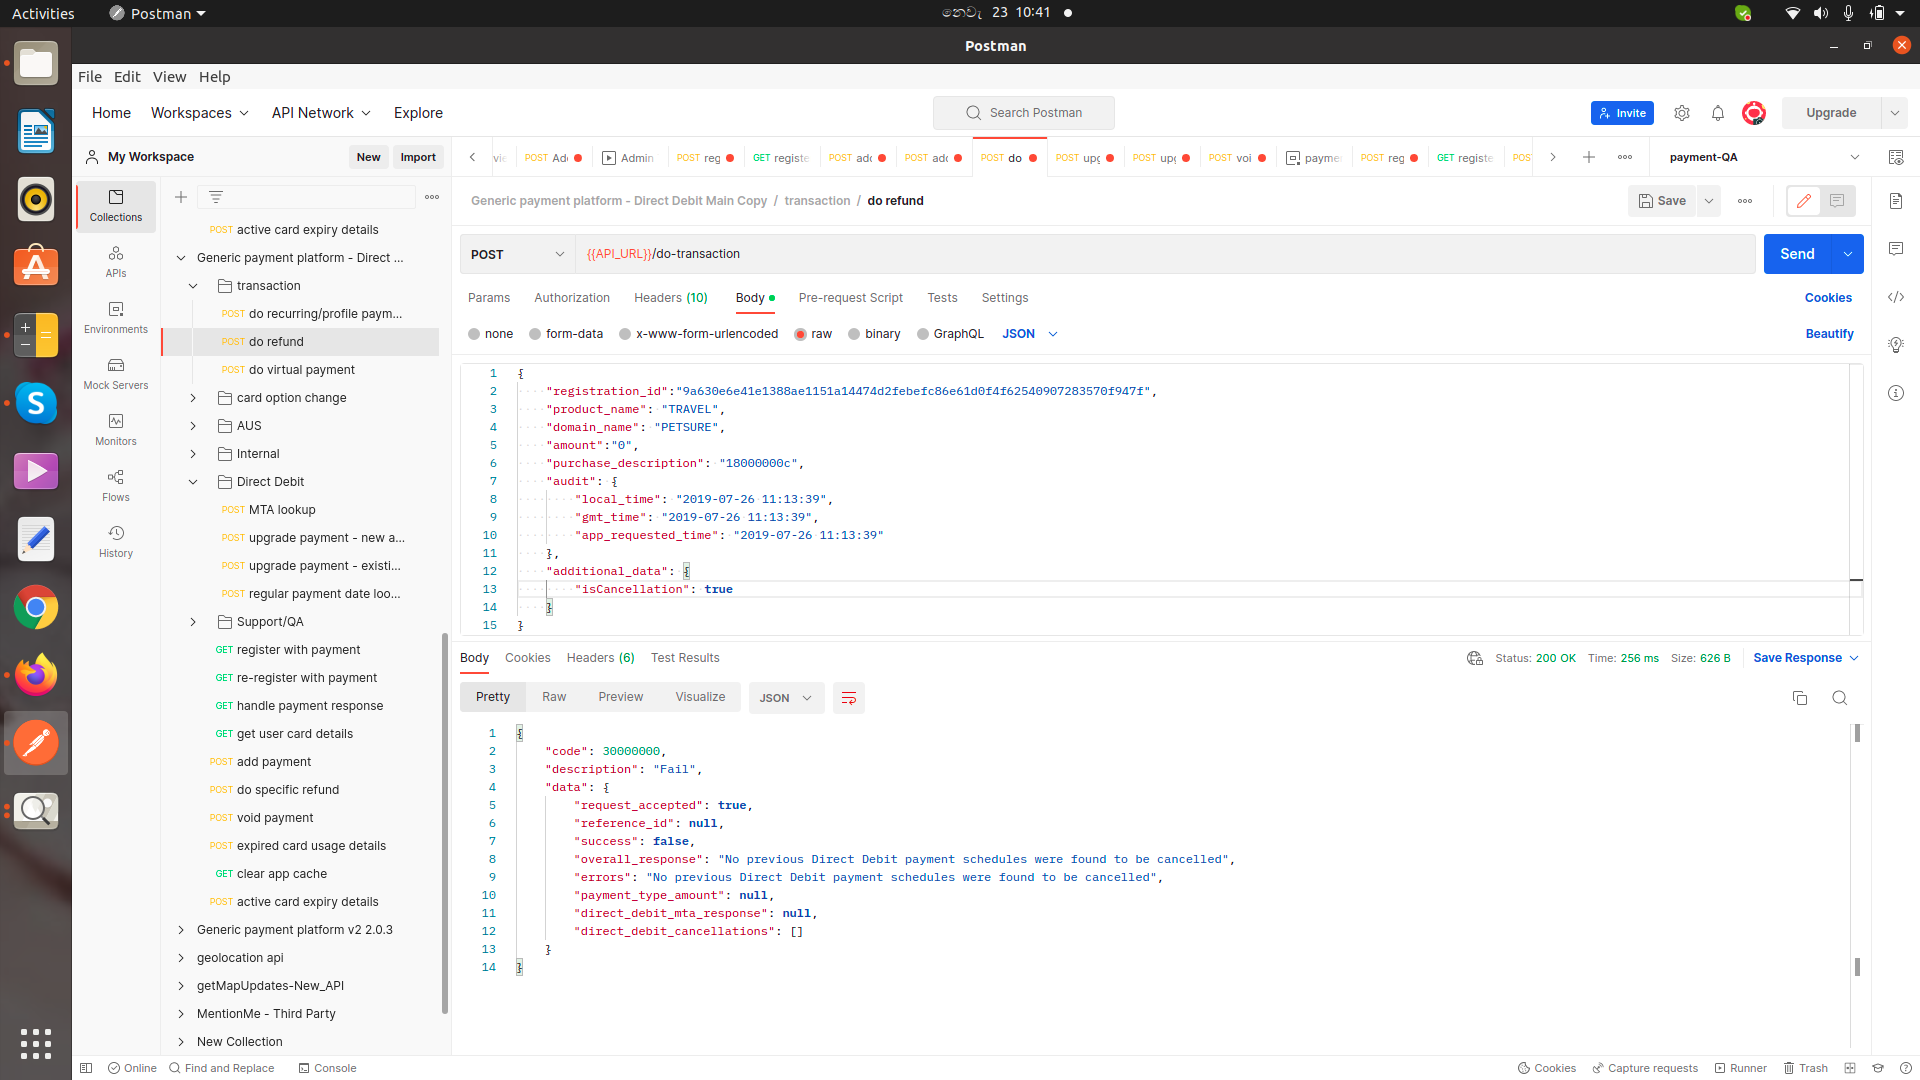 Activities
Postman
නොවැ 23 10:41
Postman
File Edit View Help
Home Workspaces API Network Explore
Search Postman
Invite
Upgrade
My Workspace
New Import
POST Ad
Admin
POST reg
GET registe
POST adc
POST adc
POST do
POST upg
POST upg
POST voi
payme
POST reg
GET registe
payment-QA
Collections
APIs
Environments
Mock Servers
Monitors
Flows
History
POST active card expiry details
Generic payment platform - Direct ...
transaction
POST do recurring/profile paym...
POST do refund
POST do virtual payment
card option change
AUS
Internal
Direct Debit
POST MTA lookup
POST upgrade payment - new a...
POST upgrade payment - existi...
POST regular payment date loo...
Support/QA
GET register with payment
GET re-register with payment
GET handle payment response
GET get user card details
POST add payment
POST do specific refund
POST void payment
POST expired card usage details
GET clear app cache
POST active card expiry details
Generic payment platform v2 2.0.3
geolocation api
getMapUpdates-New_API
MentionMe - Third Party
New Collection
Generic payment platform - Direct Debit Main Copy / transaction / do refund
Save
POST {{API_URL}}/do-transaction
Send
Params Authorization Headers (10) Body Pre-request Script Tests Settings
Cookies
none form-data x-www-form-urlencoded raw binary GraphQL JSON
Beautify
1 {
2 "registration_id":"9a630e6e41e1388ae1151a14474d2febefc86e61d0f4f62540907283570f947f",
3 "product_name": "TRAVEL",
4 "domain_name": "PETSURE",
5 "amount":"0",
6 "purchase_description": "18000000c",
7 "audit": {
8 "local_time": "2019-07-26 11:13:39",
9 "gmt_time": "2019-07-26 11:13:39",
10 "app_requested_time": "2019-07-26 11:13:39"
11 },
12 "additional_data": {
13 "isCancellation": true
14 }
15 }
Body Cookies Headers (6) Test Results
Status: 200 OK Time: 256 ms Size: 626 B Save Response
Pretty Raw Preview Visualize JSON
1 {
2 "code": 30000000,
3 "description": "Fail",
4 "data": {
5 "request_accepted": true,
6 "reference_id": null,
7 "success": false,
8 "overall_response": "No previous Direct Debit payment schedules were found to be cancelled",
9 "errors": "No previous Direct Debit payment schedules were found to be cancelled",
10 "payment_type_amount": null,
11 "direct_debit_mta_response": null,
12 "direct_debit_cancellations": []
13 }
14 }
Online Find and Replace Console
Cookies Capture requests Runner Trash